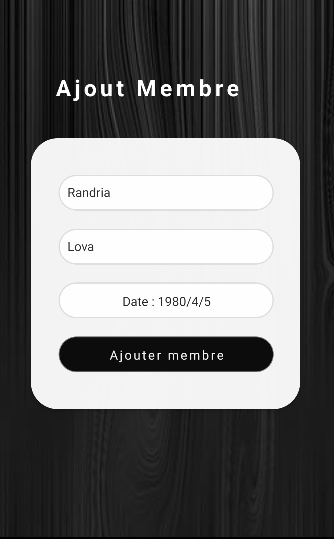 Ajout Membre
Randria
Lova
Date : 1980/4/5
Ajouter membre